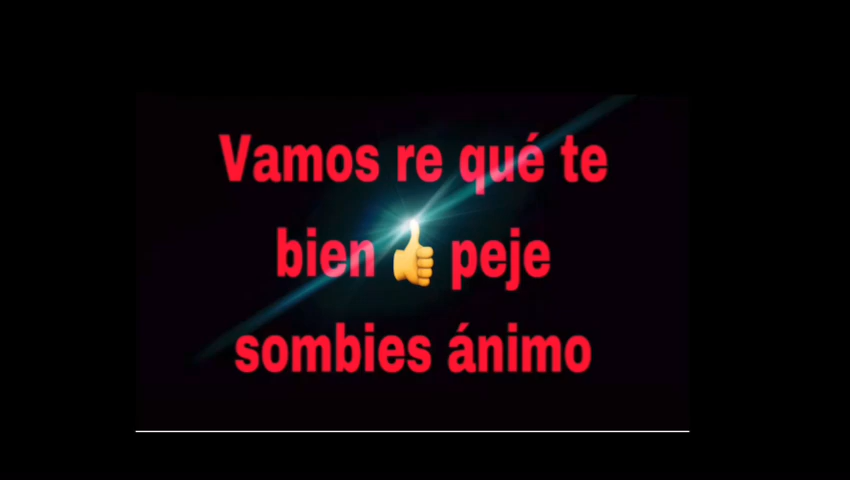 Vamos re qué te
bien 👍 peje
sombies ánimo